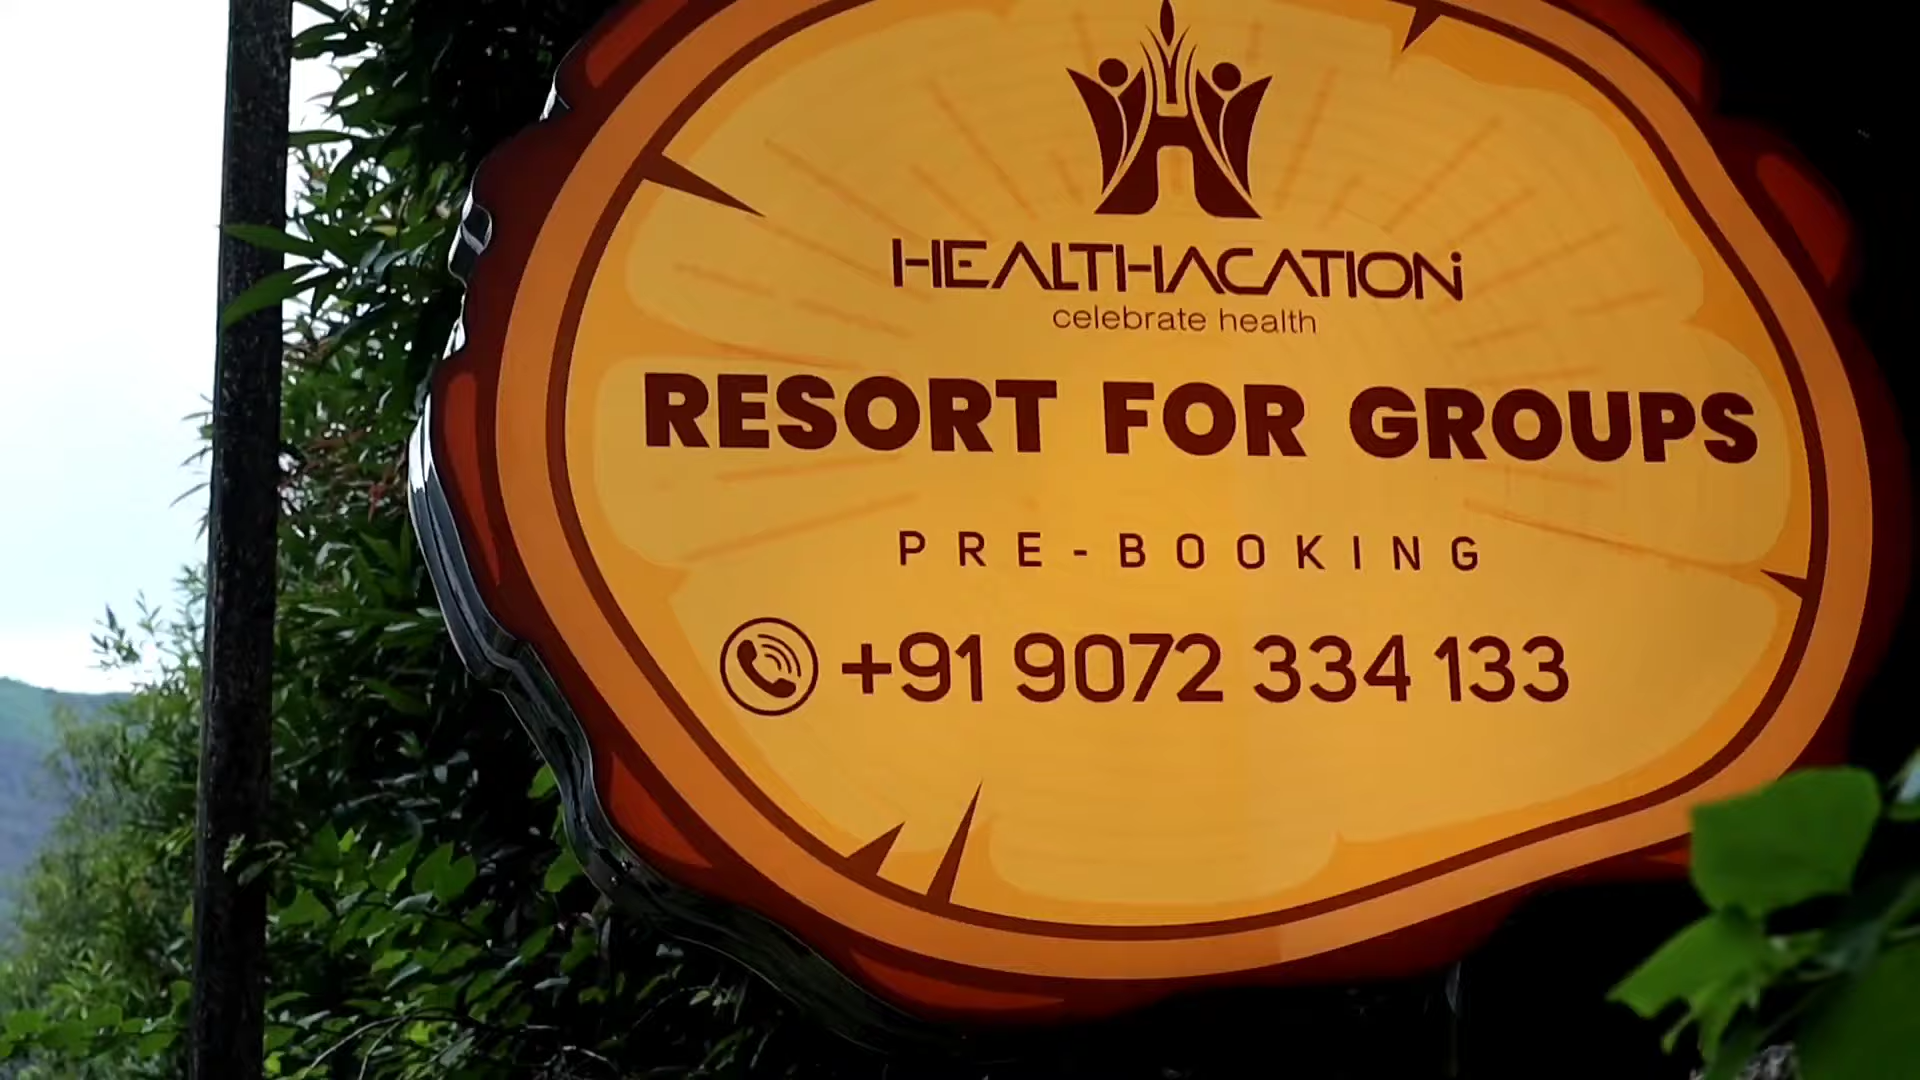 HEALTHACATiON
celebrate health
RESORT FOR GROUPS
PRE-BOOKING
+91 9072 334 133